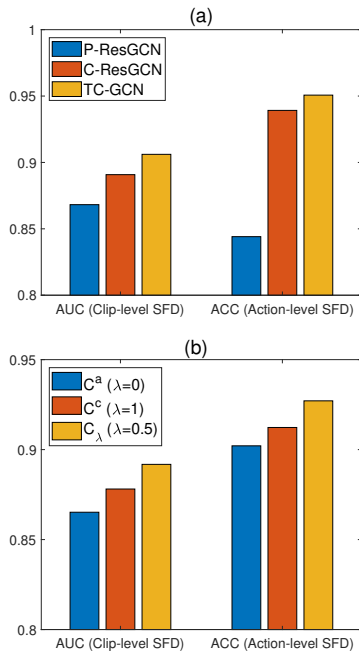 (a)
1
0.95
0.9
0.85
0.8
P-ResGCN
C-ResGCN
TC-GCN
AUC (Clip-level SFD) ACC (Action-level SFD)
(b)
0.95
0.9
0.85
0.8
C^a (λ=0)
C^c (λ=1)
C_λ (λ=0.5)
AUC (Clip-level SFD) ACC (Action-level SFD)